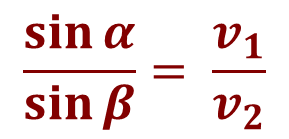 sin α / sin β = v₁ / v₂